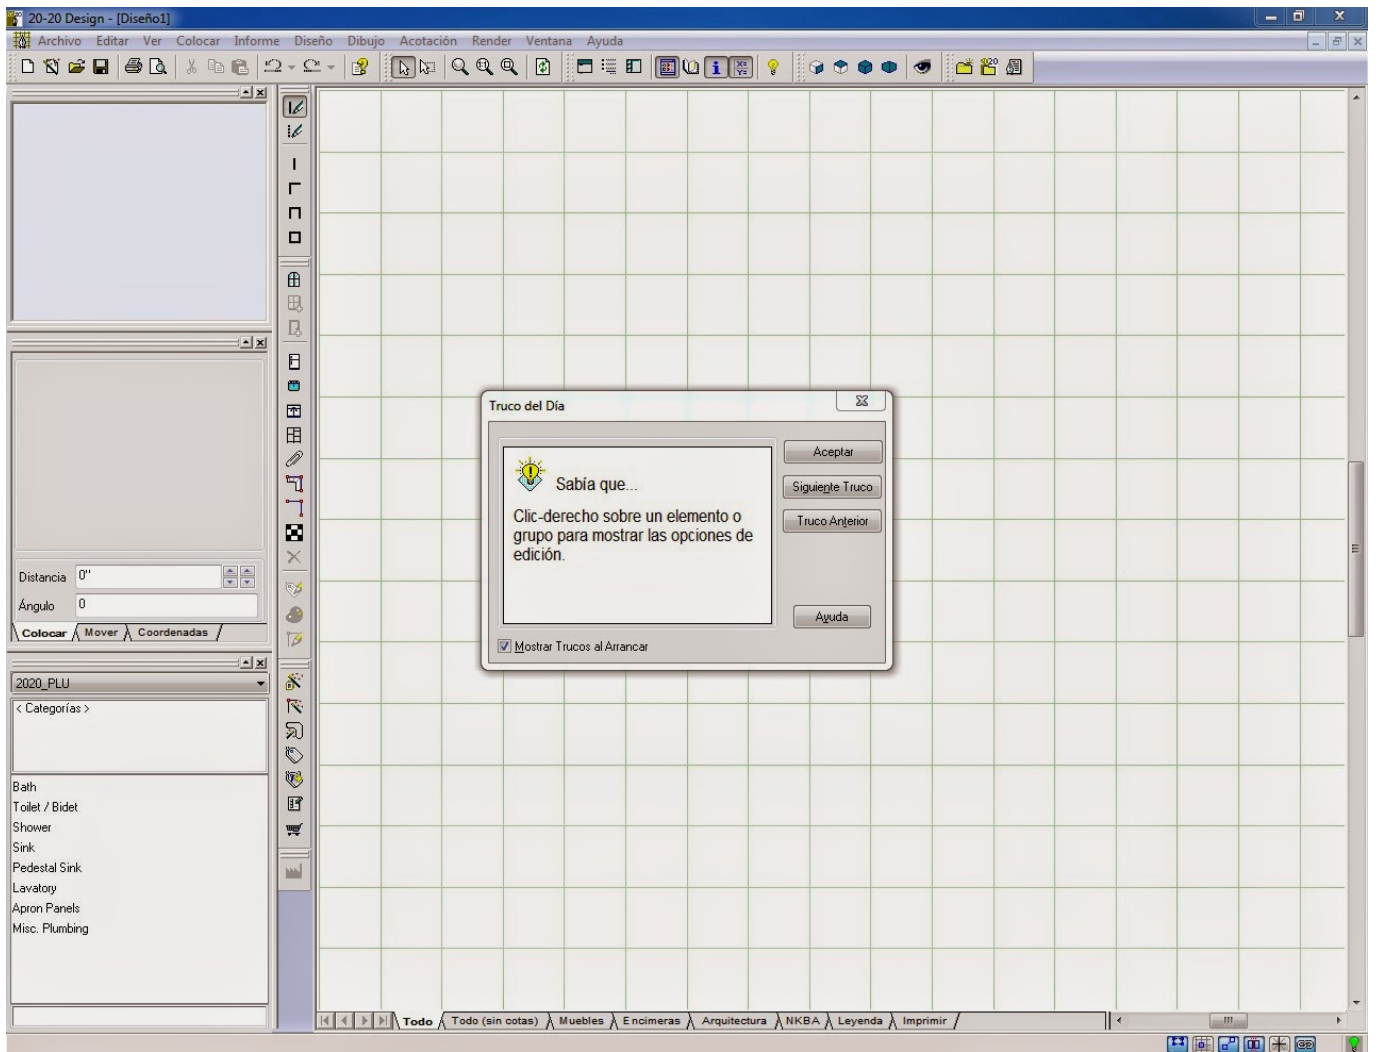 20-20 Design - [Diseño1]
Archivo Editar Ver Colocar Informe Diseño Dibujo Acotación Render Ventana Ayuda
Truco del Día
Sabía que...
Clic-derecho sobre un elemento o
grupo para mostrar las opciones de
edición.
Aceptar
Siguiente Truco
Truco Anterior
Ayuda
Mostrar Trucos al Arrancar
Distancia 0"
Ángulo 0
Colocar Mover Coordenadas
2020_PLU
< Categorías >
Bath
Toilet / Bidet
Shower
Sink
Pedestal Sink
Lavatory
Apron Panels
Misc. Plumbing
Todo Todo (sin cotas) Muebles Encimeras Arquitectura NKBA Leyenda Imprimir